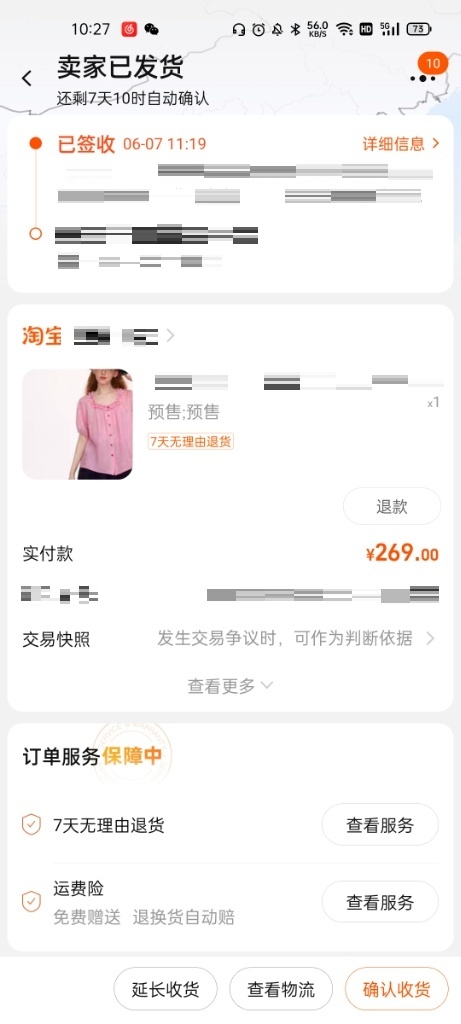 10:27
56.0
KB/S
HD
5G
73
卖家已发货
10
还剩7天10时自动确认
已签收 06-07 11:19
详细信息
淘宝
预售;预售
x1
7天无理由退货
退款
实付款
¥269.00
交易快照
发生交易争议时，可作为判断依据
查看更多
订单服务保障中
7天无理由退货
查看服务
运费险
查看服务
免费赠送 退换货自动赔
延长收货
查看物流
确认收货